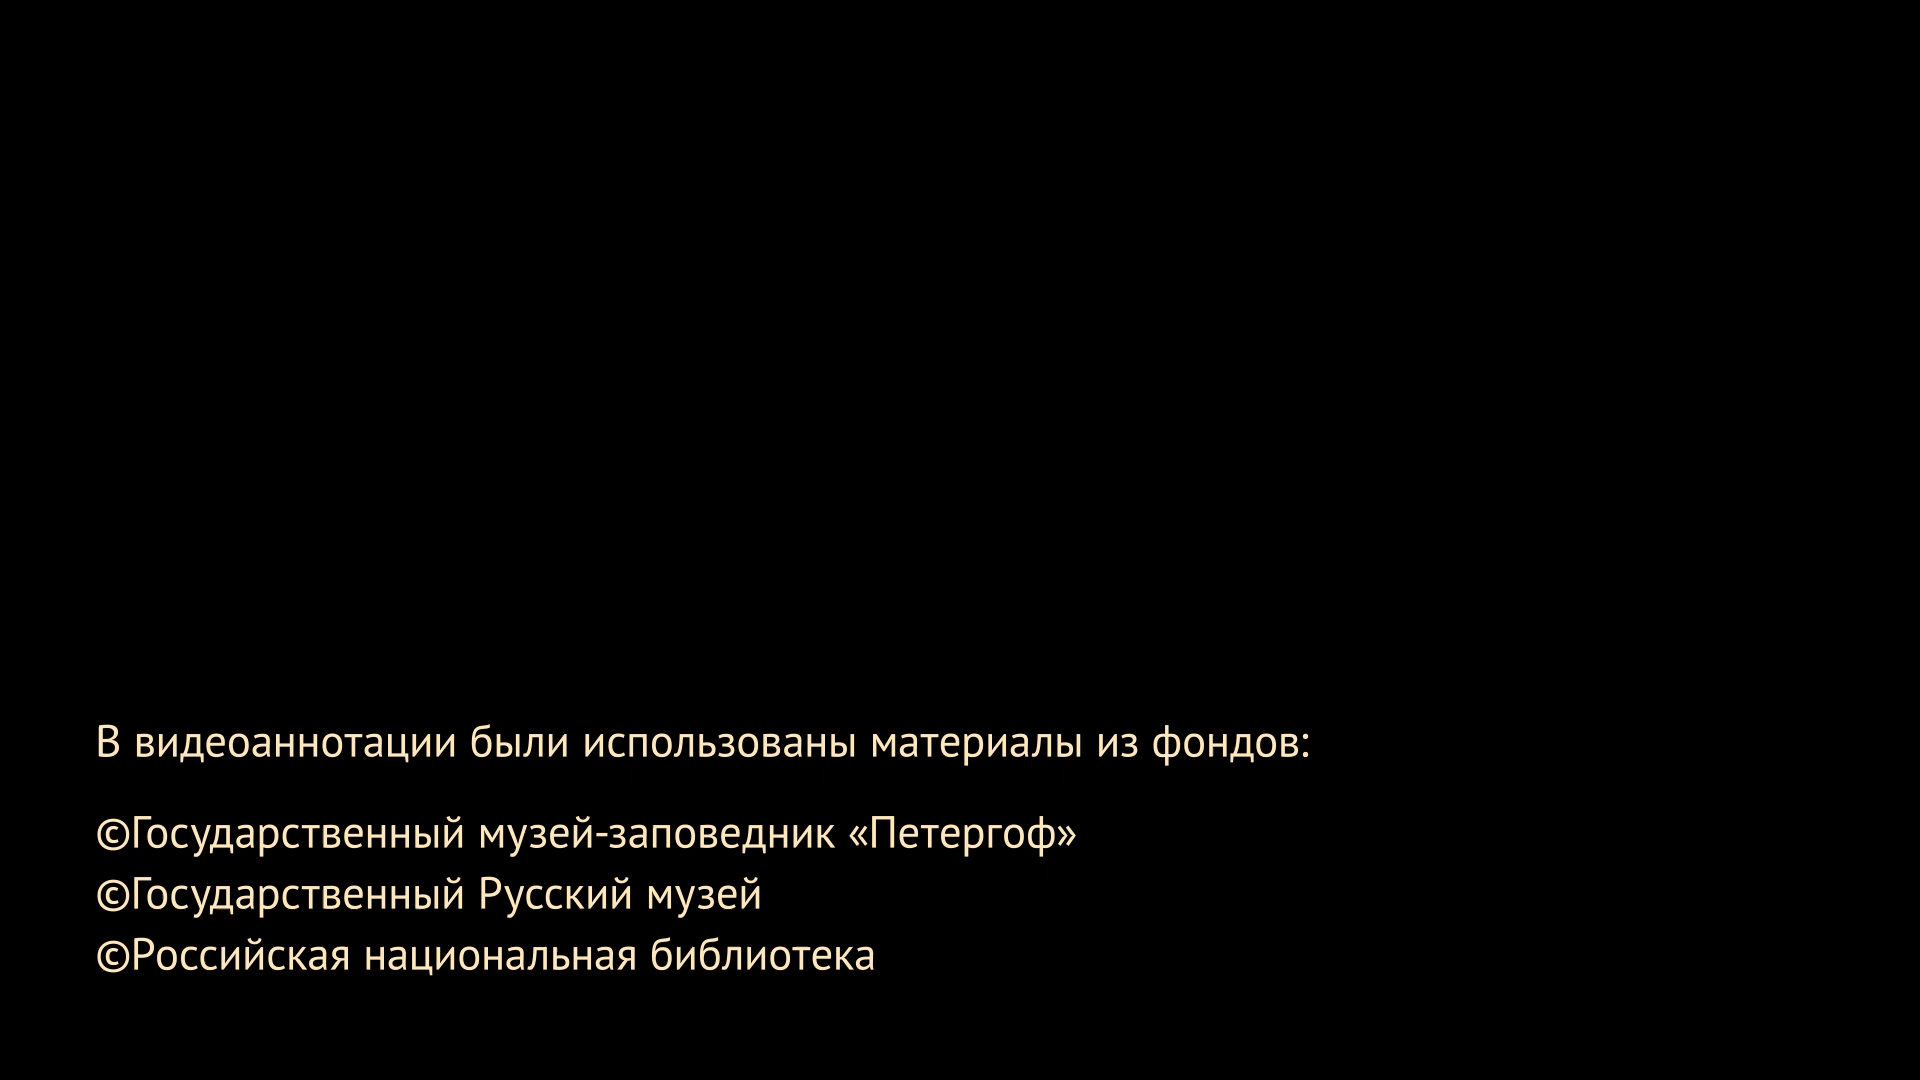 В видеоаннотации были использованы материалы из фондов:
©Государственный музей-заповедник «Петергоф»
©Государственный Русский музей
©Российская национальная библиотека